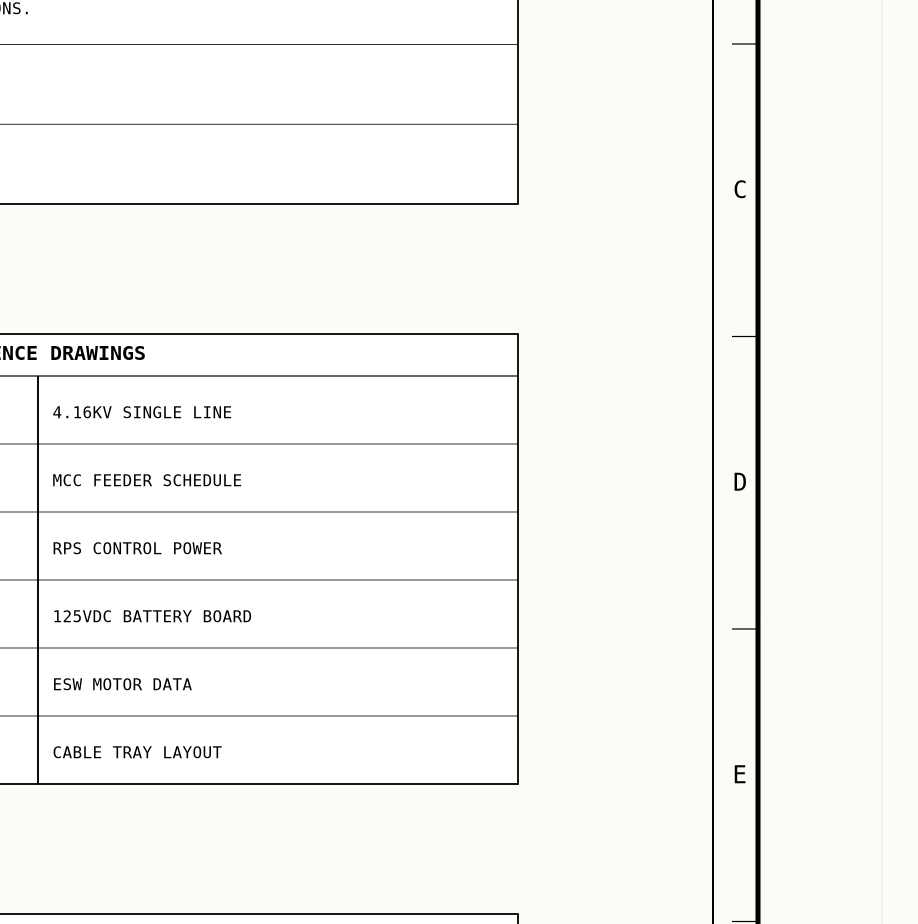 ONS.
C
ENCE DRAWINGS
4.16KV SINGLE LINE
MCC FEEDER SCHEDULE
D
RPS CONTROL POWER
125VDC BATTERY BOARD
ESW MOTOR DATA
CABLE TRAY LAYOUT
E